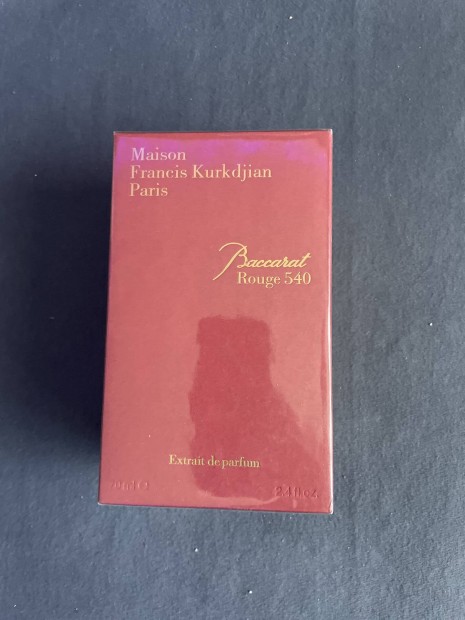 Maison
Francis Kurkdjian
Paris
Baccarat
Rouge 540
Extrait de parfum